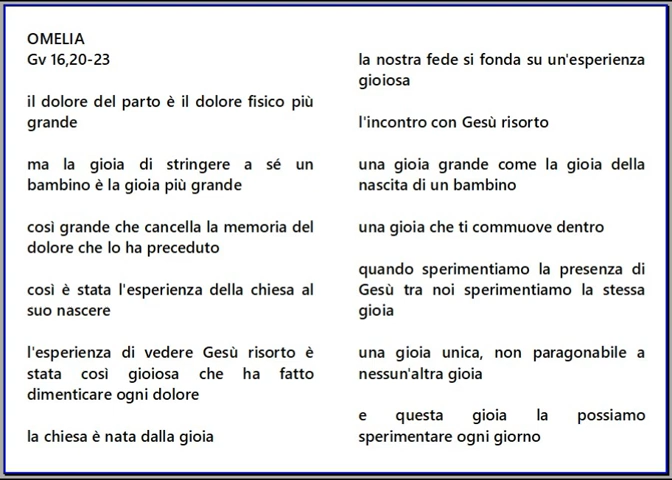 OMELIA
Gv 16,20-23
il dolore del parto è il dolore fisico più
grande
ma la gioia di stringere a sé un
bambino è la gioia più grande
così grande che cancella la memoria del
dolore che lo ha preceduto
così è stata l'esperienza della chiesa al
suo nascere
l'esperienza di vedere Gesù risorto è
stata così gioiosa che ha fatto
dimenticare ogni dolore
la chiesa è nata dalla gioia
la nostra fede si fonda su un'esperienza
gioiosa
l'incontro con Gesù risorto
una gioia grande come la gioia della
nascita di un bambino
una gioia che ti commuove dentro
quando sperimentiamo la presenza di
Gesù tra noi sperimentiamo la stessa
gioia
una gioia unica, non paragonabile a
nessun'altra gioia
e questa gioia la possiamo
sperimentare ogni giorno